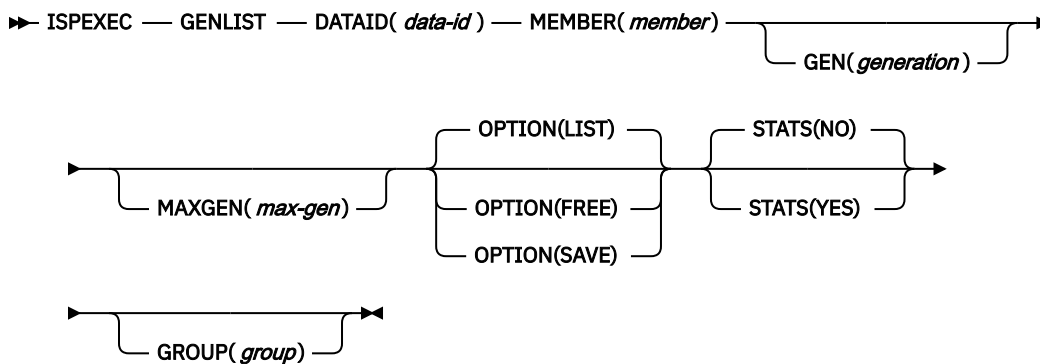 ISPEXEC GENLIST DATAID( data-id ) MEMBER( member )
GEN( generation )
OPTION(LIST) STATS(NO)
MAXGEN( max-gen ) OPTION(FREE) STATS(YES)
OPTION(SAVE)
GROUP( group )